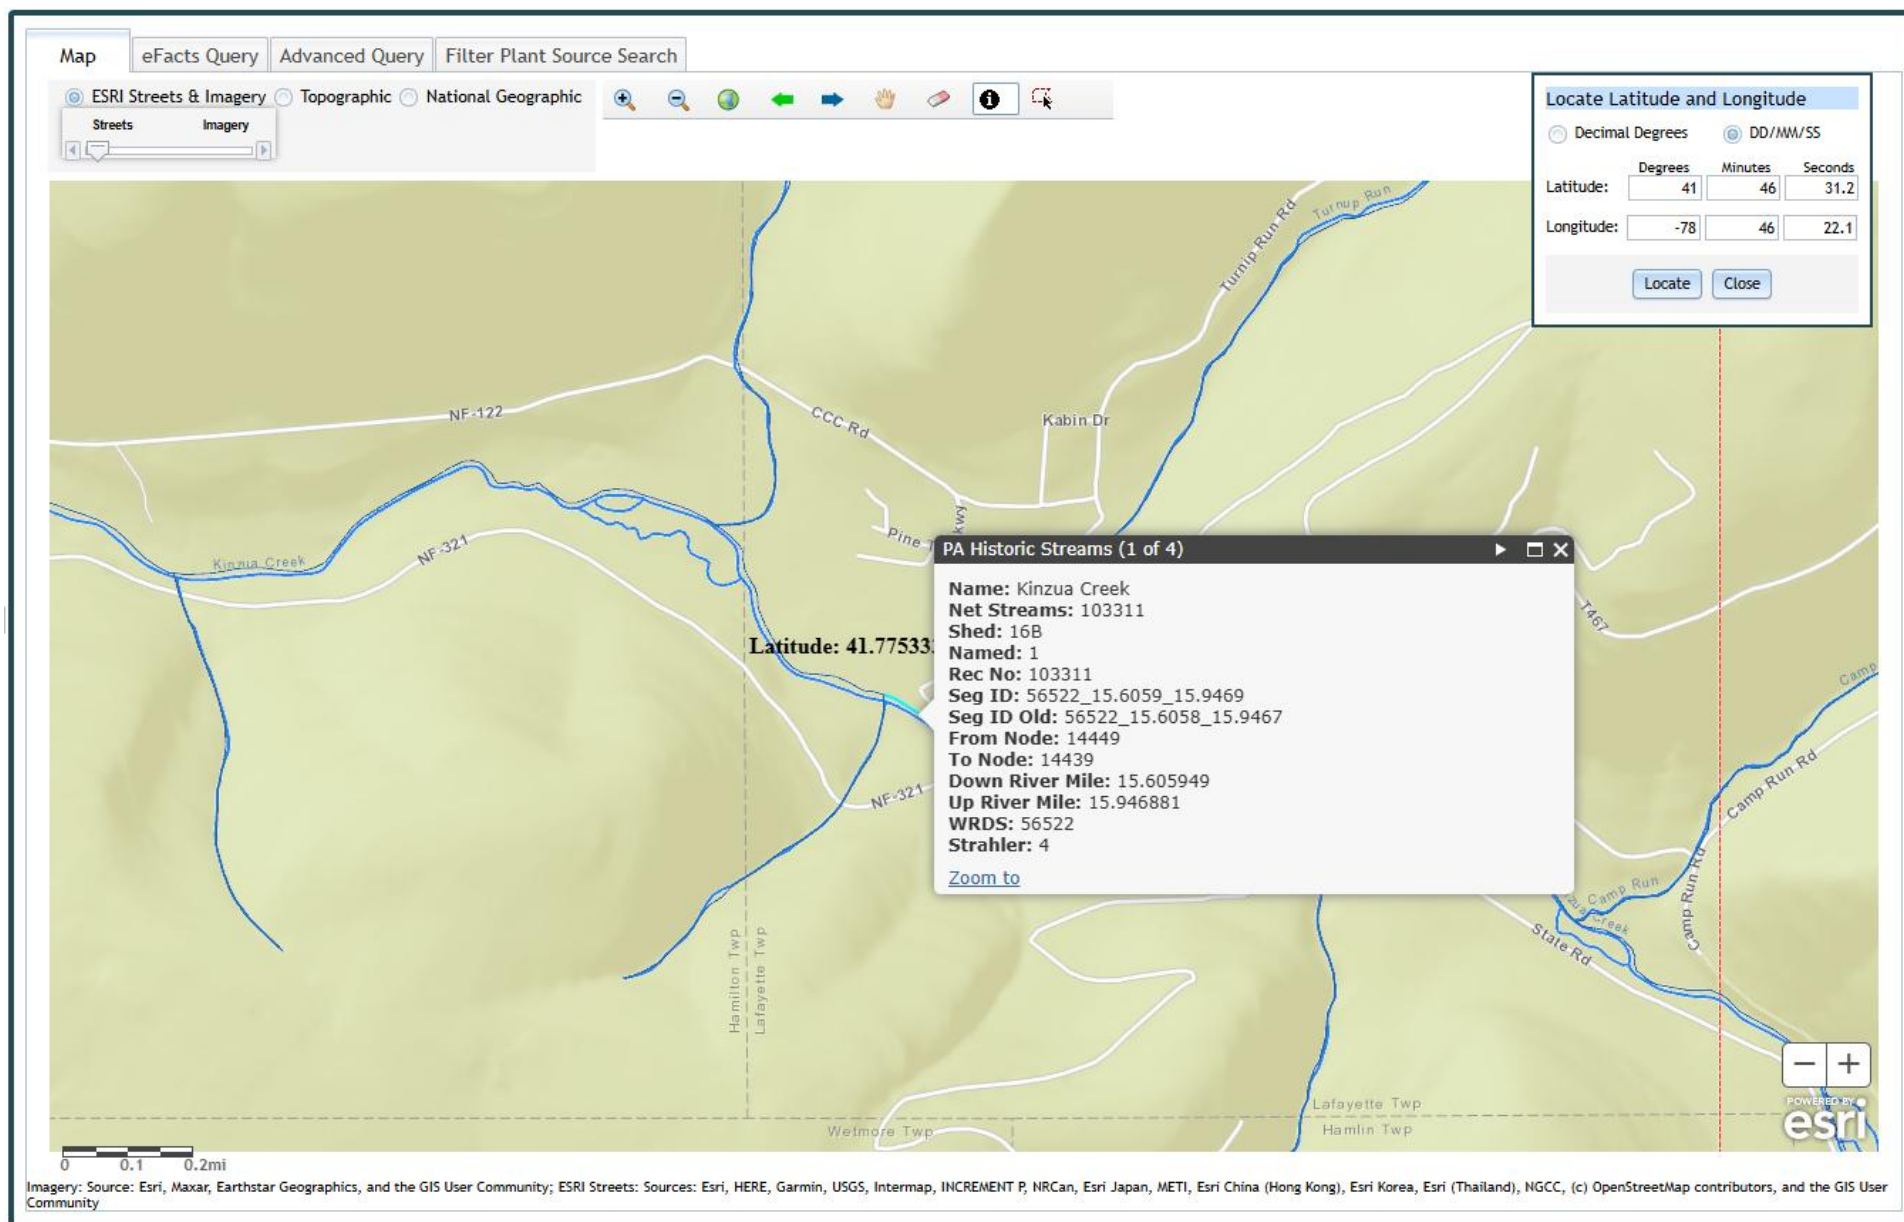 Map eFacts Query Advanced Query Filter Plant Source Search
ESRI Streets & Imagery Topographic National Geographic
Streets Imagery
Locate Latitude and Longitude
Decimal Degrees DD/MM/SS
Degrees Minutes Seconds
Latitude: 41 46 31.2
Longitude: -78 46 22.1
Locate Close
Turnup Run
Turnip Run Rd
NF-122
CCC Rd
Kabin Dr
Kinzua Creek
NF-321
Pine
kwy
T467
Latitude: 41.77533
PA Historic Streams (1 of 4)
Name: Kinzua Creek
Net Streams: 103311
Shed: 16B
Named: 1
Rec No: 103311
Seg ID: 56522_15.6059_15.9469
Seg ID Old: 56522_15.6058_15.9467
From Node: 14449
To Node: 14439
Down River Mile: 15.605949
Up River Mile: 15.946881
WRDS: 56522
Strahler: 4
Zoom to
NF-321
Camp
Camp Run Rd
Camp Run Rd
Camp Run
zua Creek
State Rd
Hamilton Twp
Lafayette Twp
Lafayette Twp
Hamlin Twp
Wetmore Twp
POWERED BY
esri
0 0.1 0.2mi
Imagery: Source: Esri, Maxar, Earthstar Geographics, and the GIS User Community; ESRI Streets: Sources: Esri, HERE, Garmin, USGS, Intermap, INCREMENT P, NRCan, Esri Japan, METI, Esri China (Hong Kong), Esri Korea, Esri (Thailand), NGCC, (c) OpenStreetMap contributors, and the GIS User
Community